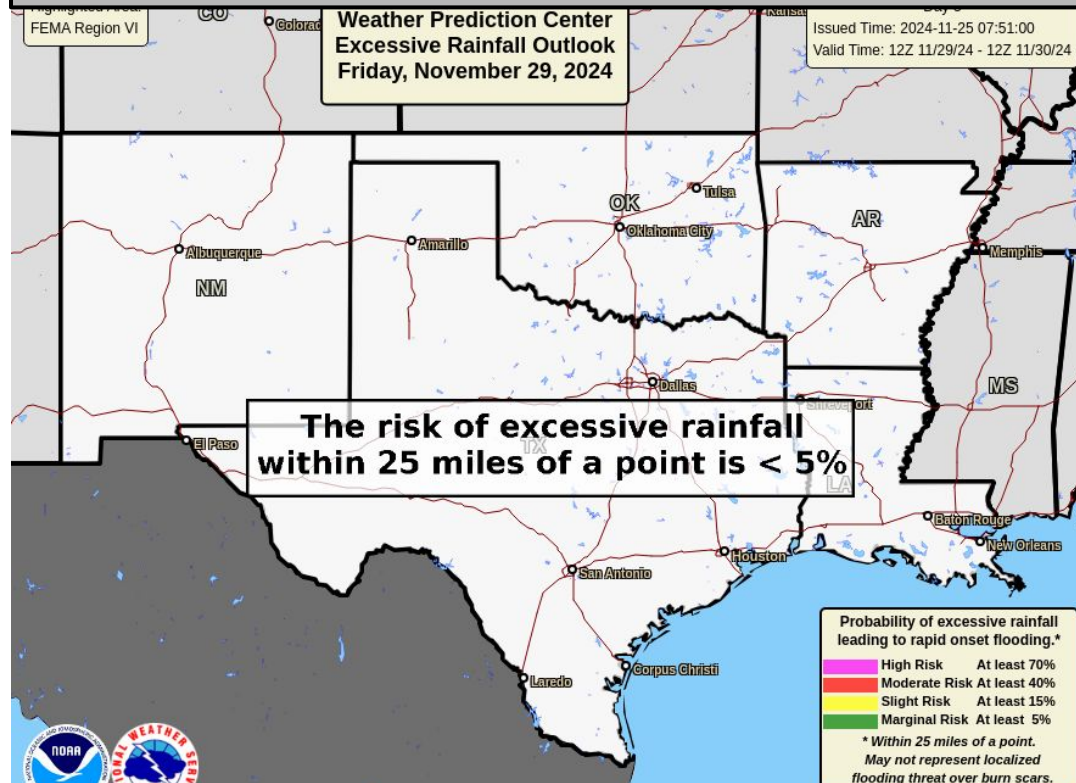 FEMA Region VI
Weather Prediction Center
Excessive Rainfall Outlook
Friday, November 29, 2024
Issued Time: 2024-11-25 07:51:00
Valid Time: 12Z 11/29/24 - 12Z 11/30/24
CO
Colorad
Kansas
Tulsa
OK
Oklahoma City
AR
Albuquerque
Amarillo
Memphis
NM
Dallas
MS
Shreveport
El Paso
The risk of excessive rainfall
within 25 miles of a point is < 5%
TX
LA
Baton Rouge
New Orleans
Houston
San Antonio
Corpus Christi
Laredo
Probability of excessive rainfall
leading to rapid onset flooding.*
High Risk At least 70%
Moderate Risk At least 40%
Slight Risk At least 15%
Marginal Risk At least 5%
* Within 25 miles of a point.
May not represent localized
flooding threat over burn scars.
NOAA